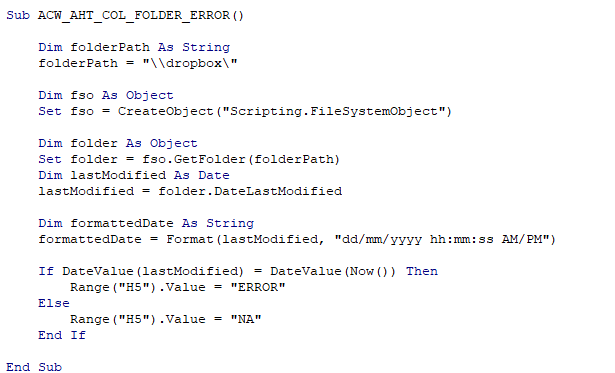 Sub ACW_AHT_COL_FOLDER_ERROR()
Dim folderPath As String
folderPath = "\\dropbox\"
Dim fso As Object
Set fso = CreateObject("Scripting.FileSystemObject")
Dim folder As Object
Set folder = fso.GetFolder(folderPath)
Dim lastModified As Date
lastModified = folder.DateLastModified
Dim formattedDate As String
formattedDate = Format(lastModified, "dd/mm/yyyy hh:mm:ss AM/PM")
If DateValue(lastModified) = DateValue(Now()) Then
Range("H5").Value = "ERROR"
Else
Range("H5").Value = "NA"
End If
End Sub